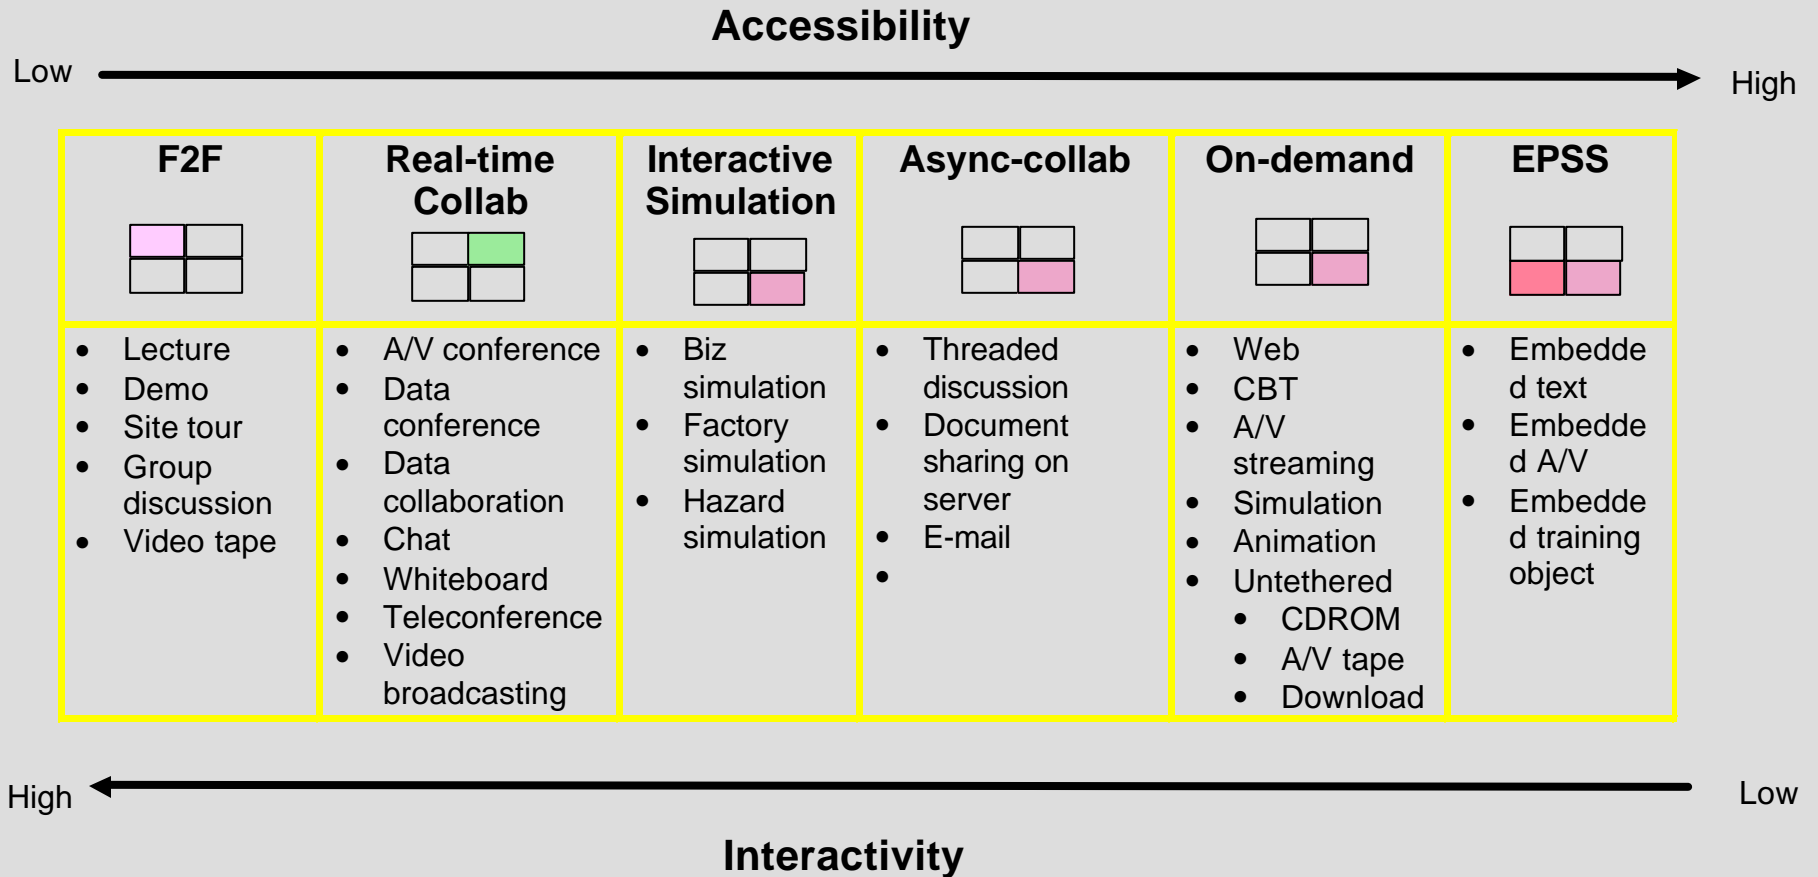 Accessibility
Low
High
F2F
Real-time
Collab
Interactive
Simulation
Async-collab
On-demand
EPSS
• Lecture
• Demo
• Site tour
• Group
discussion
• Video tape
• A/V conference
• Data
conference
• Data
collaboration
• Chat
• Whiteboard
• Teleconference
• Video
broadcasting
• Biz
simulation
• Factory
simulation
• Hazard
simulation
• Threaded
discussion
• Document
sharing on
server
• E-mail
•
• Web
• CBT
• A/V
streaming
• Simulation
• Animation
• Untethered
• CDROM
• A/V tape
• Download
• Embedde
d text
• Embedde
d A/V
• Embedde
d training
object
High
Low
Interactivity